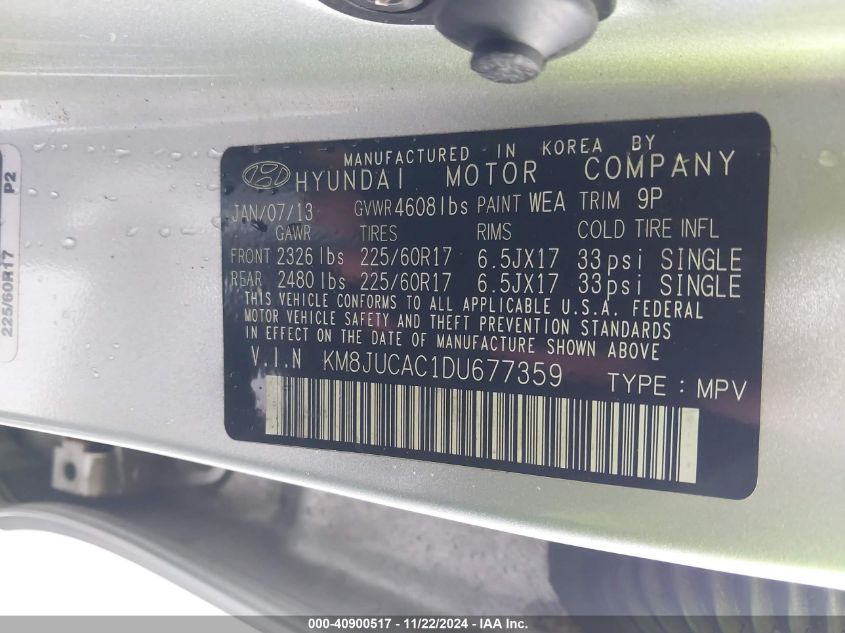 MANUFACTURED IN KOREA BY
HYUNDAI MOTOR COMPANY
JAN/07/13 GVWR 4608lbs PAINT WEA TRIM 9P
GAWR TIRES RIMS COLD TIRE INFL
FRONT 2326 lbs 225/60R17 6.5JX17 33psi SINGLE
REAR 2480 lbs 225/60R17 6.5JX17 33psi SINGLE
THIS VEHICLE CONFORMS TO ALL APPLICABLE U.S.A. FEDERAL
MOTOR VEHICLE SAFETY AND THEFT PREVENTION STANDARDS
IN EFFECT ON THE DATE OF MANUFACTURE SHOWN ABOVE
V.I.N KM8JUCAC1DU677359 TYPE : MPV
225/60R17 P2
000-40900517 - 11/22/2024 - IAA Inc.